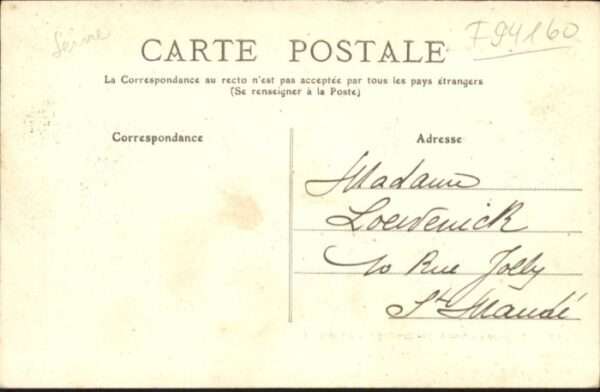 Seine
F94160
CARTE POSTALE
La Correspondance au recto n'est pas acceptée par tous les pays étrangers
(Se renseigner à la Poste)
Correspondance
Adresse
Madame
Loewenick
10 Rue Jolly
St Mandé